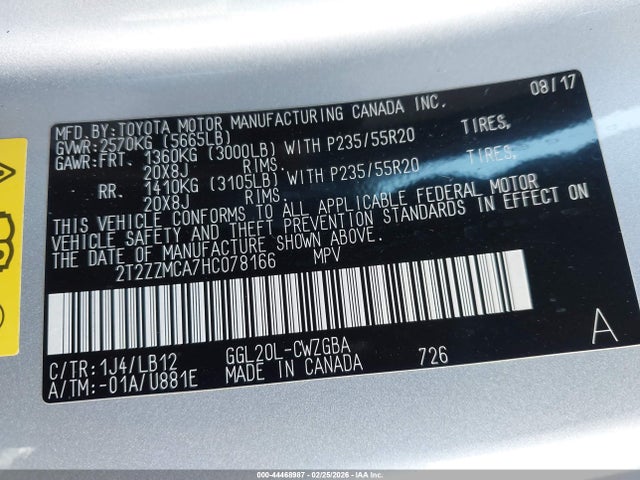 08/17
MFD.BY:TOYOTA MOTOR MANUFACTURING CANADA INC.
GVWR:2570KG (5665LB)
GAWR:FRT. 1360KG (3000LB) WITH P235/55R20 TIRES,
20X8J RIMS.
RR. 1410KG (3105LB) WITH P235/55R20 TIRES,
20X8J RIMS.
THIS VEHICLE CONFORMS TO ALL APPLICABLE FEDERAL MOTOR
VEHICLE SAFETY AND THEFT PREVENTION STANDARDS IN EFFECT ON
THE DATE OF MANUFACTURE SHOWN ABOVE.
2T2ZZMCA7HC078166 MPV
C/TR:1J4/LB12 GGL20L-CWZGBA A
A/TM:-01A/U881E MADE IN CANADA 726
000-44468987 - 02/25/2026 - IAA Inc.